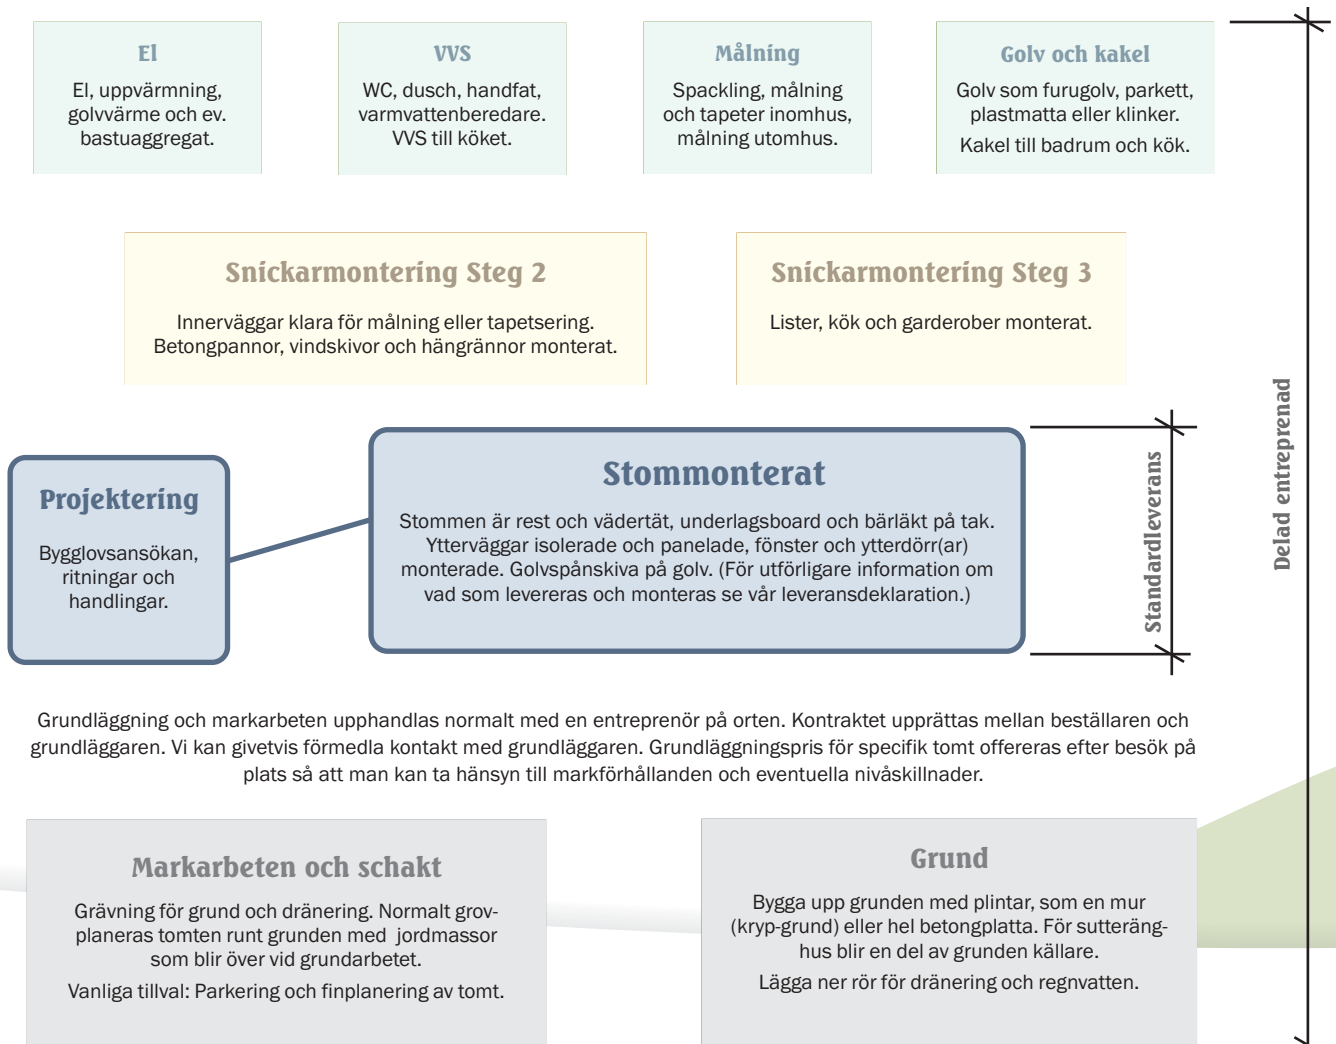 El
El, uppvärmning,
golvvärme och ev.
bastuaggregat.
VVS
WC, dusch, handfat,
varmvattenberedare.
VVS till köket.
Målning
Spackling, målning
och tapeter inomhus,
målning utomhus.
Golv och kakel
Golv som furugolv, parkett,
plastmatta eller klinker.
Kakel till badrum och kök.
Snickarmontering Steg 2
Innerväggar klara för målning eller tapetsering.
Betongpannor, vindskivor och hängrännor monterat.
Snickarmontering Steg 3
Lister, kök och garderober monterat.
Projektering
Bygglovsansökan,
ritningar och
handlingar.
Stommonterat
Stommen är rest och vädertät, underlagsboard och bärläkt på tak.
Ytterväggar isolerade och panelade, fönster och ytterdörr(ar)
monterade. Golvspånskiva på golv. (För utförligare information om
vad som levereras och monteras se vår leveransdeklaration.)
Standardleverans
Delad entreprenad
Grundläggning och markarbeten upphandlas normalt med en entreprenör på orten. Kontraktet upprättas mellan beställaren och
grundläggaren. Vi kan givetvis förmedla kontakt med grundläggaren. Grundläggningspris för specifik tomt offereras efter besök på
plats så att man kan ta hänsyn till markförhållanden och eventuella nivåskillnader.
Markarbeten och schakt
Grävning för grund och dränering. Normalt grov-
planeras tomten runt grunden med jordmassor
som blir över vid grundarbetet.
Vanliga tillval: Parkering och finplanering av tomt.
Grund
Bygga upp grunden med plintar, som en mur
(kryp-grund) eller hel betongplatta. För sutteräng-
hus blir en del av grunden källare.
Lägga ner rör för dränering och regnvatten.